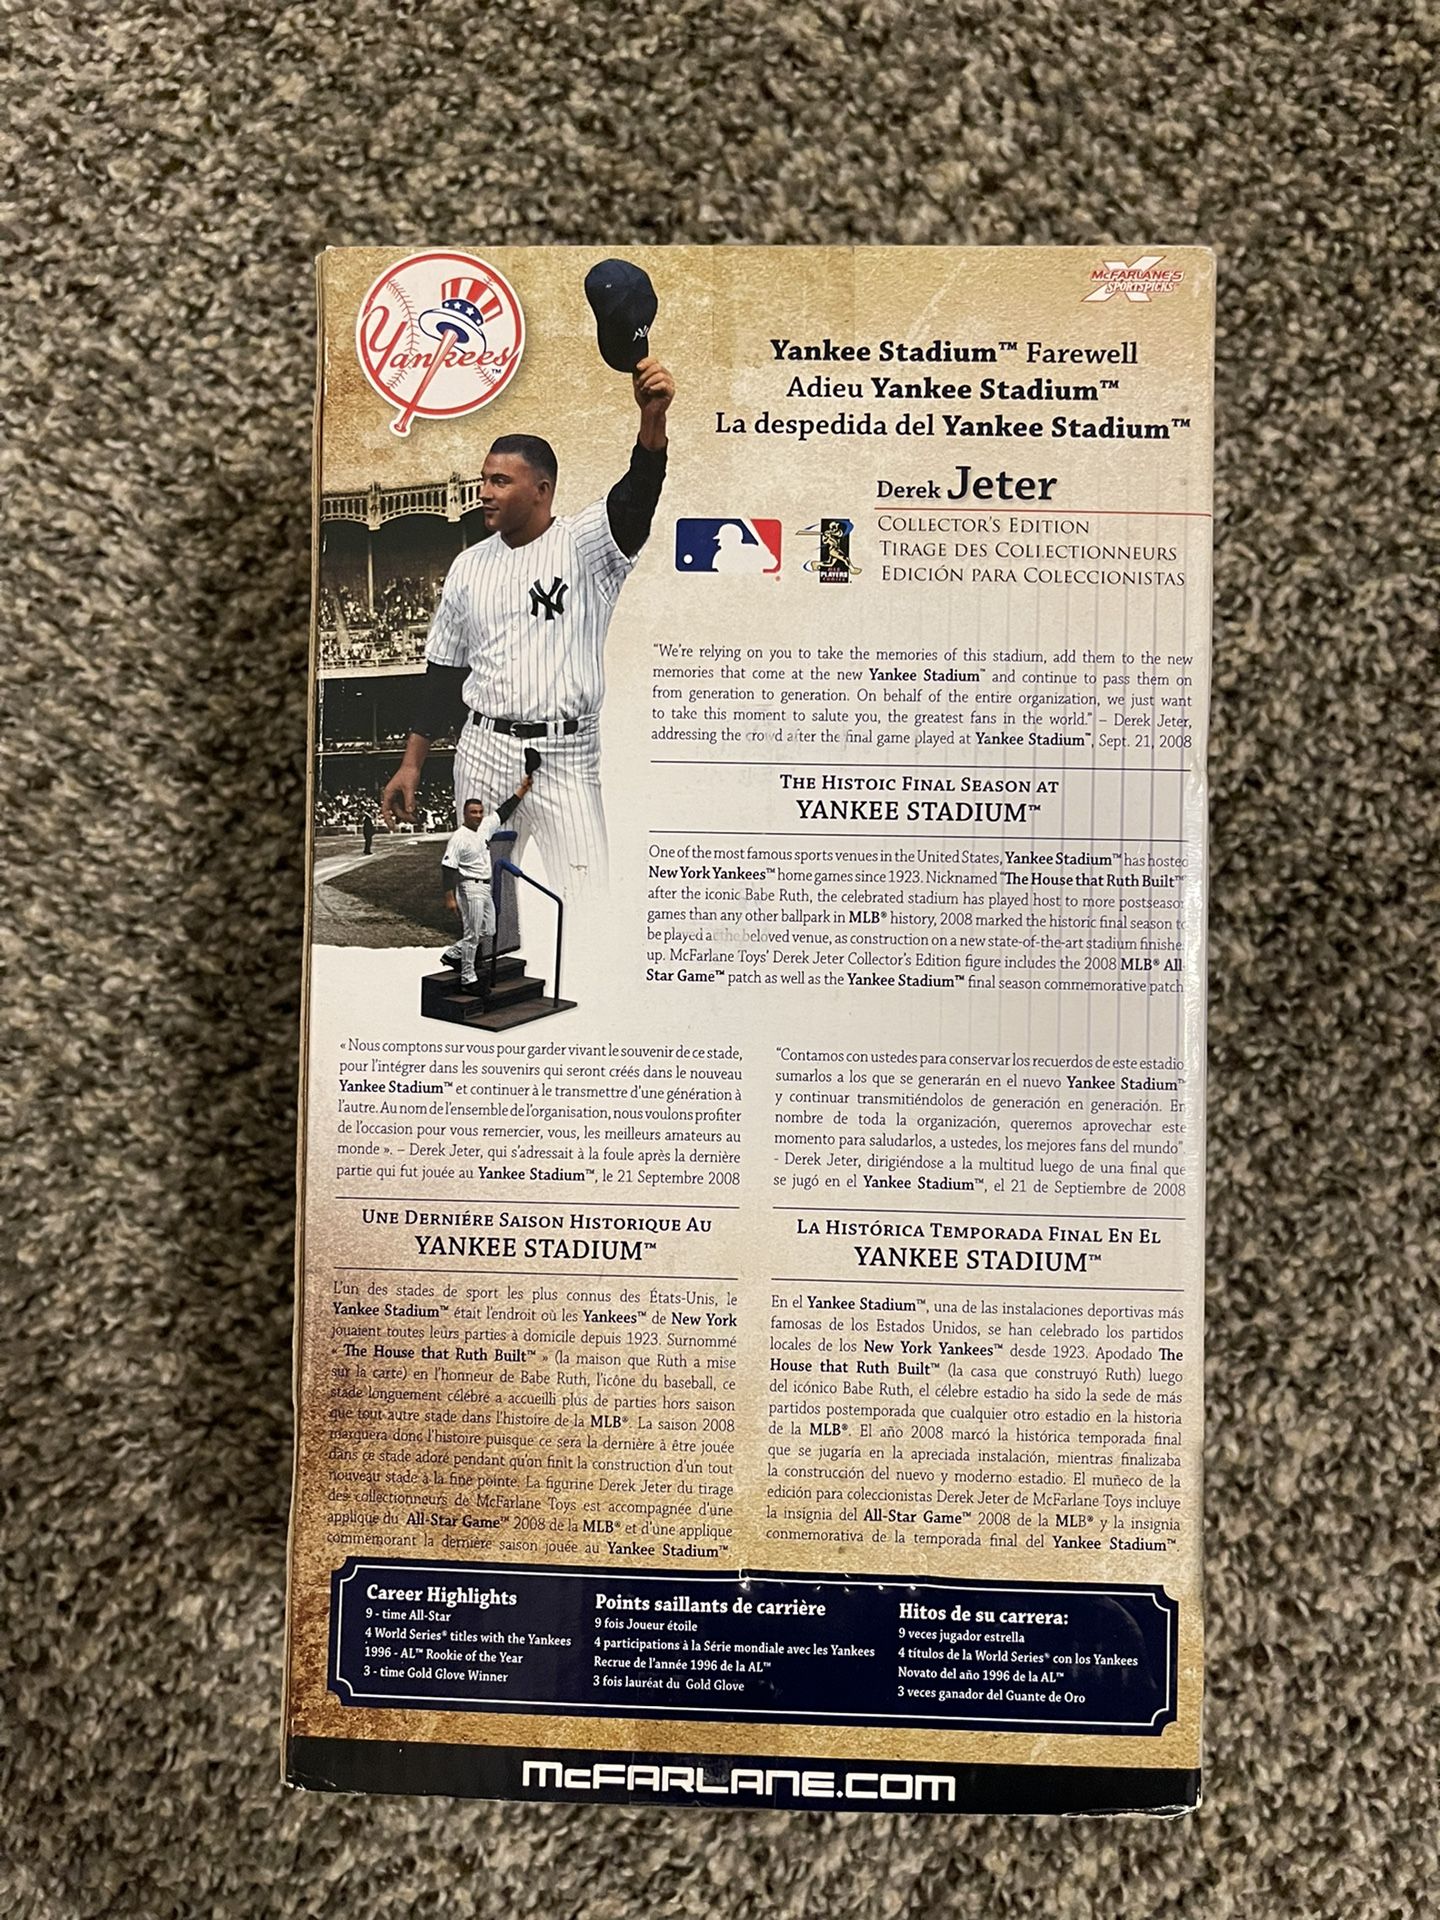 Yankees™
McFARLANE'S
SPORTSPICKS
Yankee Stadium™ Farewell
Adieu Yankee Stadium™
La despedida del Yankee Stadium™
Derek Jeter
COLLECTOR'S EDITION
TIRAGE DES COLLECTIONNEURS
EDICIÓN PARA COLECCIONISTAS
PLAYERS
NY
"We're relying on you to take the memories of this stadium, add them to the new
memories that come at the new Yankee Stadium™ and continue to pass them on
from generation to generation. On behalf of the entire organization, we just want
to take this moment to salute you, the greatest fans in the world." – Derek Jeter,
addressing the crowd after the final game played at Yankee Stadium™, Sept. 21, 2008
THE HISTOIC FINAL SEASON AT
YANKEE STADIUM™
One of the most famous sports venues in the United States, Yankee Stadium™ has hosted
New York Yankees™ home games since 1923. Nicknamed "The House that Ruth Built™"
after the iconic Babe Ruth, the celebrated stadium has played host to more postseason
games than any other ballpark in MLB® history, 2008 marked the historic final season to
be played at the beloved venue, as construction on a new state-of-the-art stadium finishe
up. McFarlane Toys' Derek Jeter Collector's Edition figure includes the 2008 MLB® All-
Star Game™ patch as well as the Yankee Stadium™ final season commemorative patch
« Nous comptons sur vous pour garder vivant le souvenir de ce stade,
pour l'intégrer dans les souvenirs qui seront créés dans le nouveau
Yankee Stadium™ et continuer à le transmettre d'une génération à
l'autre. Au nom de l'ensemble de l'organisation, nous voulons profiter
de l'occasion pour vous remercier, vous, les meilleurs amateurs au
monde ». – Derek Jeter, qui s'adressait à la foule après la dernière
partie qui fut jouée au Yankee Stadium™, le 21 Septembre 2008
UNE DERNIÉRE SAISON HISTORIQUE AU
YANKEE STADIUM™
L'un des stades de sport les plus connus des États-Unis, le
Yankee Stadium™ était l'endroit où les Yankees™ de New York
jouaient toutes leurs parties à domicile depuis 1923. Surnommé
« The House that Ruth Built™ » (la maison que Ruth a mise
sur la carte) en l'honneur de Babe Ruth, l'icône du baseball, ce
stade longuement célébré a accueilli plus de parties hors saison
que tout autre stade dans l'histoire de la MLB®. La saison 2008
marquera donc l'histoire puisque ce sera la dernière à être jouée
dans ce stade adoré pendant qu'on finit la construction d'un tout
nouveau stade à la fine pointe. La figurine Derek Jeter du tirage
des collectionneurs de McFarlane Toys est accompagnée d'une
applique du All-Star Game™ 2008 de la MLB® et d'une applique
commémorant la dernière saison jouée au Yankee Stadium™.
"Contamos con ustedes para conservar los recuerdos de este estadio
sumarlos a los que se generarán en el nuevo Yankee Stadium™
y continuar transmitiéndolos de generación en generación. En
nombre de toda la organización, queremos aprovechar este
momento para saludarlos, a ustedes, los mejores fans del mundo"
- Derek Jeter, dirigiéndose a la multitud luego de una final que
se jugó en el Yankee Stadium™, el 21 de Septiembre de 2008
LA HISTÓRICA TEMPORADA FINAL EN EL
YANKEE STADIUM™
En el Yankee Stadium™, una de las instalaciones deportivas más
famosas de los Estados Unidos, se han celebrado los partidos
locales de los New York Yankees™ desde 1923. Apodado The
House that Ruth Built™ (la casa que construyó Ruth) luego
del icónico Babe Ruth, el célebre estadio ha sido la sede de más
partidos postemporada que cualquier otro estadio en la historia
de la MLB®. El año 2008 marcó la histórica temporada final
que se jugaría en la apreciada instalación, mientras finalizaba
la construcción del nuevo y moderno estadio. El muñeco de la
edición para coleccionistas Derek Jeter de McFarlane Toys incluye
la insignia del All-Star Game™ 2008 de la MLB® y la insignia
conmemorativa de la temporada final del Yankee Stadium™.
Career Highlights
9 - time All-Star
4 World Series® titles with the Yankees
1996 - AL™ Rookie of the Year
3 - time Gold Glove Winner
Points saillants de carrière
9 fois Joueur étoile
4 participations à la Série mondiale avec les Yankees
Recrue de l'année 1996 de la AL™
3 fois lauréat du Gold Glove
Hitos de su carrera:
9 veces jugador estrella
4 títulos de la World Series® con los Yankees
Novato del año 1996 de la AL™
3 veces ganador del Guante de Oro
McFARLANE.COM